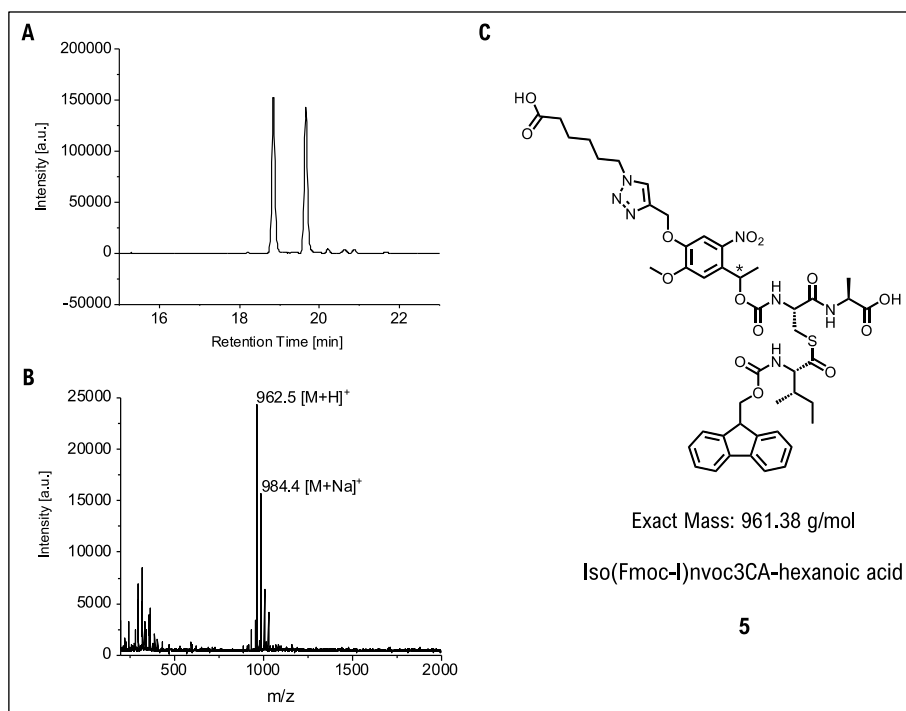 A
200000
150000
100000
50000
0
-50000
Intensity [a.u.]
16 18 20 22
Retention Time [min]
B
25000
20000
15000
10000
5000
0
Intensity [a.u.]
962.5 [M+H]+
984.4 [M+Na]+
500 1000 1500 2000
m/z
C
HO
O
N
N
N
O
NO2
O
*
O
O
H
N
O
N
H
O
OH
S
O
O
H
N
O
Exact Mass: 961.38 g/mol
Iso(Fmoc-I)nvoc3CA-hexanoic acid
5